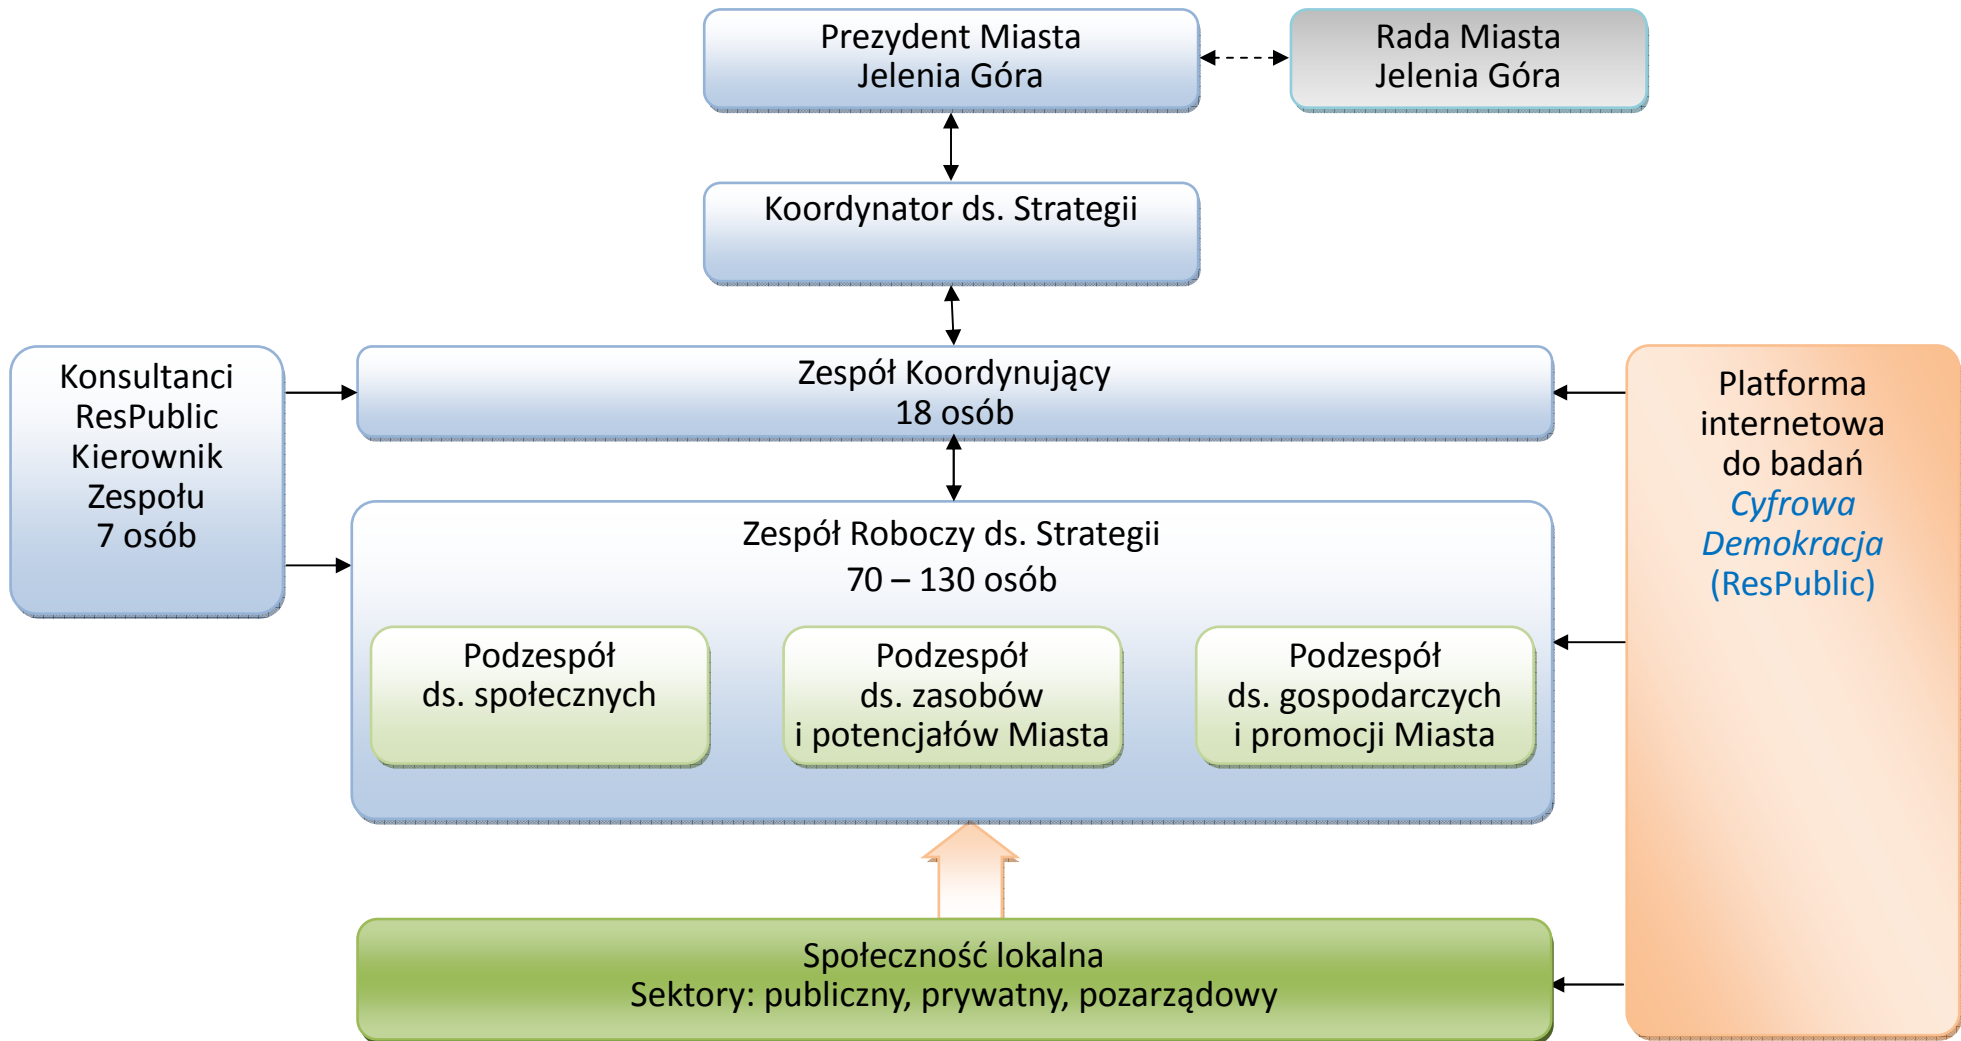 Prezydent Miasta
Jelenia Góra
Rada Miasta
Jelenia Góra
Koordynator ds. Strategii
Konsultanci
ResPublic
Kierownik
Zespołu
7 osób
Zespół Koordynujący
18 osób
Platforma
internetowa
do badań
Cyfrowa
Demokracja
(ResPublic)
Zespół Roboczy ds. Strategii
70 – 130 osób
Podzespół
ds. społecznych
Podzespół
ds. zasobów
i potencjałów Miasta
Podzespół
ds. gospodarczych
i promocji Miasta
Społeczność lokalna
Sektory: publiczny, prywatny, pozarządowy